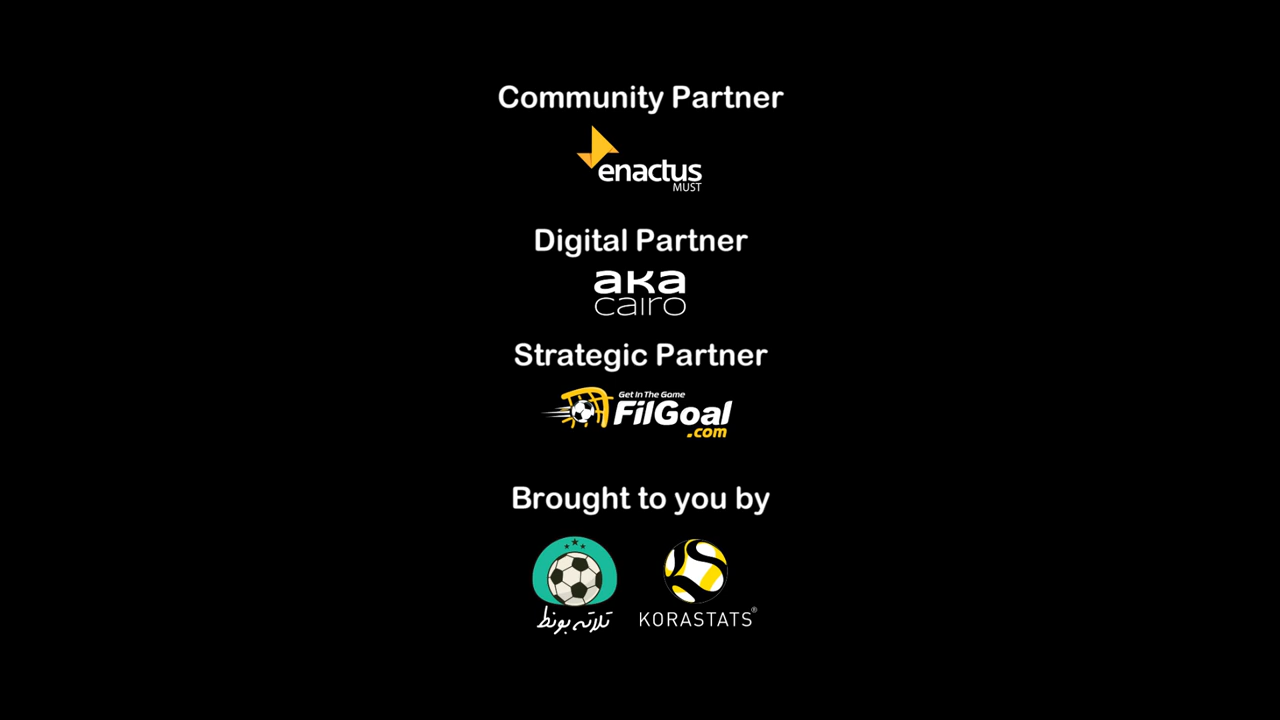 Community Partner
enactus
MUST
Digital Partner
aka
cairo
Strategic Partner
Get In The Game
FilGoal
.com
Brought to you by
تلاته بونط
KORASTATS®